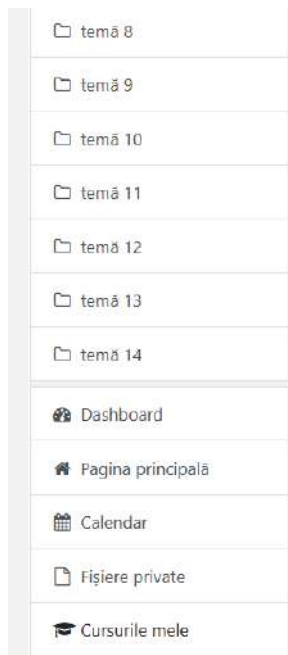 temă 8
temă 9
temă 10
temă 11
temă 12
temă 13
temă 14
Dashboard
Pagina principală
Calendar
Fișiere private
Cursurile mele